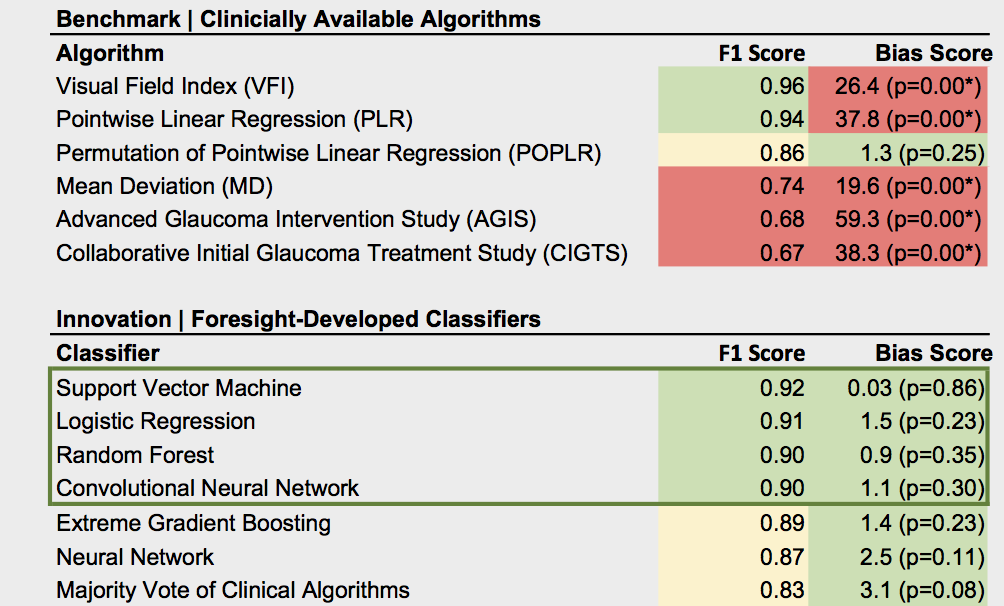 Benchmark | Clinicially Available Algorithms
Algorithm F1 Score Bias Score
Visual Field Index (VFI) 0.96 26.4 (p=0.00*)
Pointwise Linear Regression (PLR) 0.94 37.8 (p=0.00*)
Permutation of Pointwise Linear Regression (POPLR) 0.86 1.3 (p=0.25)
Mean Deviation (MD) 0.74 19.6 (p=0.00*)
Advanced Glaucoma Intervention Study (AGIS) 0.68 59.3 (p=0.00*)
Collaborative Initial Glaucoma Treatment Study (CIGTS) 0.67 38.3 (p=0.00*)
Innovation | Foresight-Developed Classifiers
Classifier F1 Score Bias Score
Support Vector Machine 0.92 0.03 (p=0.86)
Logistic Regression 0.91 1.5 (p=0.23)
Random Forest 0.90 0.9 (p=0.35)
Convolutional Neural Network 0.90 1.1 (p=0.30)
Extreme Gradient Boosting 0.89 1.4 (p=0.23)
Neural Network 0.87 2.5 (p=0.11)
Majority Vote of Clinical Algorithms 0.83 3.1 (p=0.08)